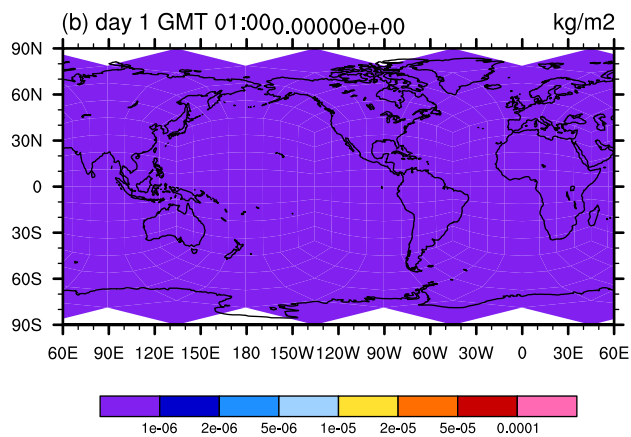 (b) day 1 GMT 01:00 0.00000e+00 kg/m2
90N
60N
30N
0
30S
60S
90S
60E 90E 120E 150E 180 150W 120W 90W 60W 30W 0 30E 60E
1e-06 2e-06 5e-06 1e-05 2e-05 5e-05 0.0001